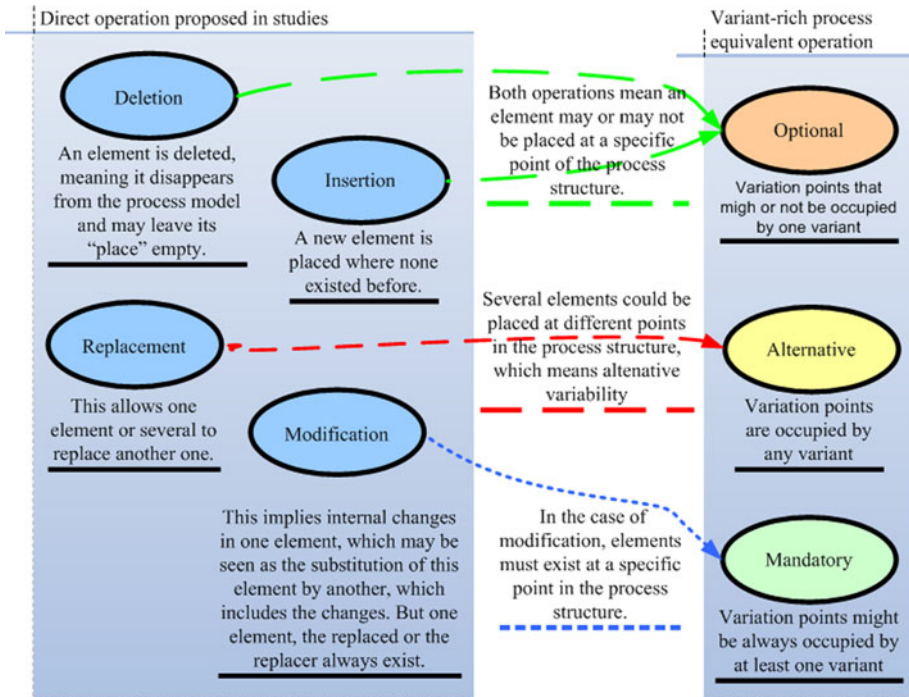 Direct operation proposed in studies
Variant-rich process
equivalent operation
Deletion
An element is deleted,
meaning it disappears
from the process model
and may leave its
“place” empty.
Insertion
A new element is
placed where none
existed before.
Both operations mean an
element may or may not
be placed at a specific
point of the process
structure.
Optional
Variation points that
migh or not be occupied
by one variant
Replacement
This allows one
element or several to
replace another one.
Several elements could be
placed at different points
in the process structure,
which means altenative
variability
Alternative
Variation points
are occupied by
any variant
Modification
This implies internal changes
in one element, which may be
seen as the substitution of this
element by another, which
includes the changes. But one
element, the replaced or the
replacer always exist.
In the case of
modification, elements
must exist at a specific
point in the process
structure.
Mandatory
Variation points might
be always occupied by
at least one variant